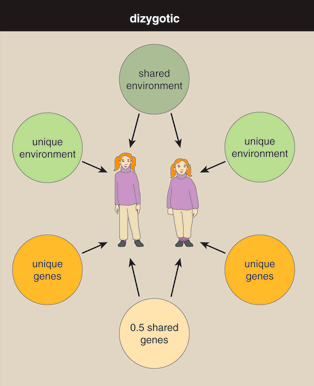 dizygotic
shared
environment
unique
environment
unique
environment
unique
genes
unique
genes
0.5 shared
genes